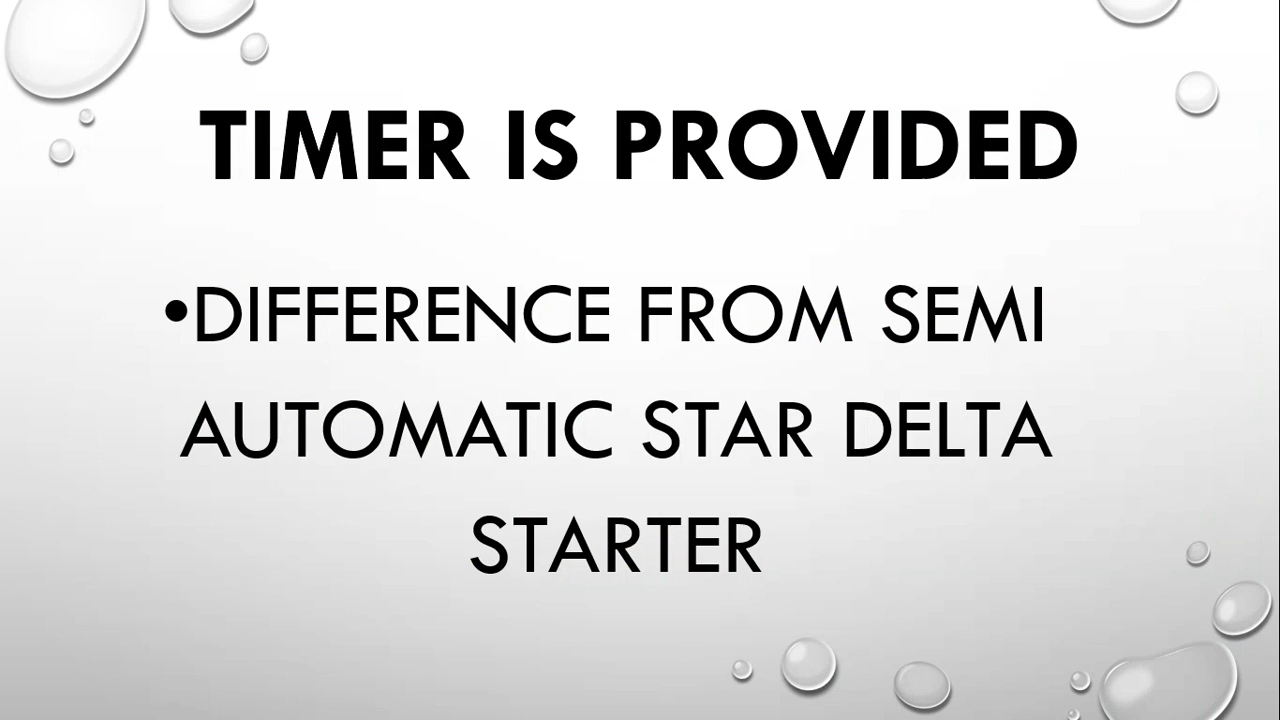 TIMER IS PROVIDED
•DIFFERENCE FROM SEMI
AUTOMATIC STAR DELTA
STARTER